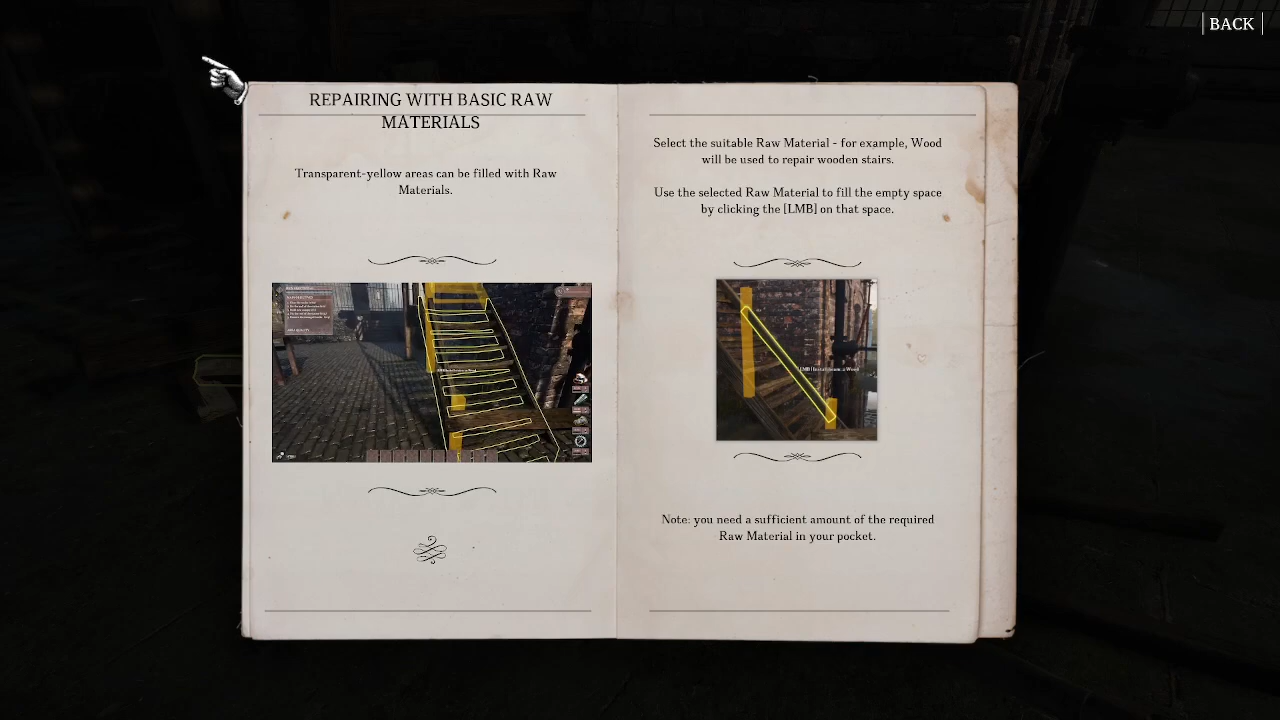 BACK
REPAIRING WITH BASIC RAW
MATERIALS
Transparent-yellow areas can be filled with Raw
Materials.
Select the suitable Raw Material - for example, Wood
will be used to repair wooden stairs.
Use the selected Raw Material to fill the empty space
by clicking the [LMB] on that space.
Note: you need a sufficient amount of the required
Raw Material in your pocket.